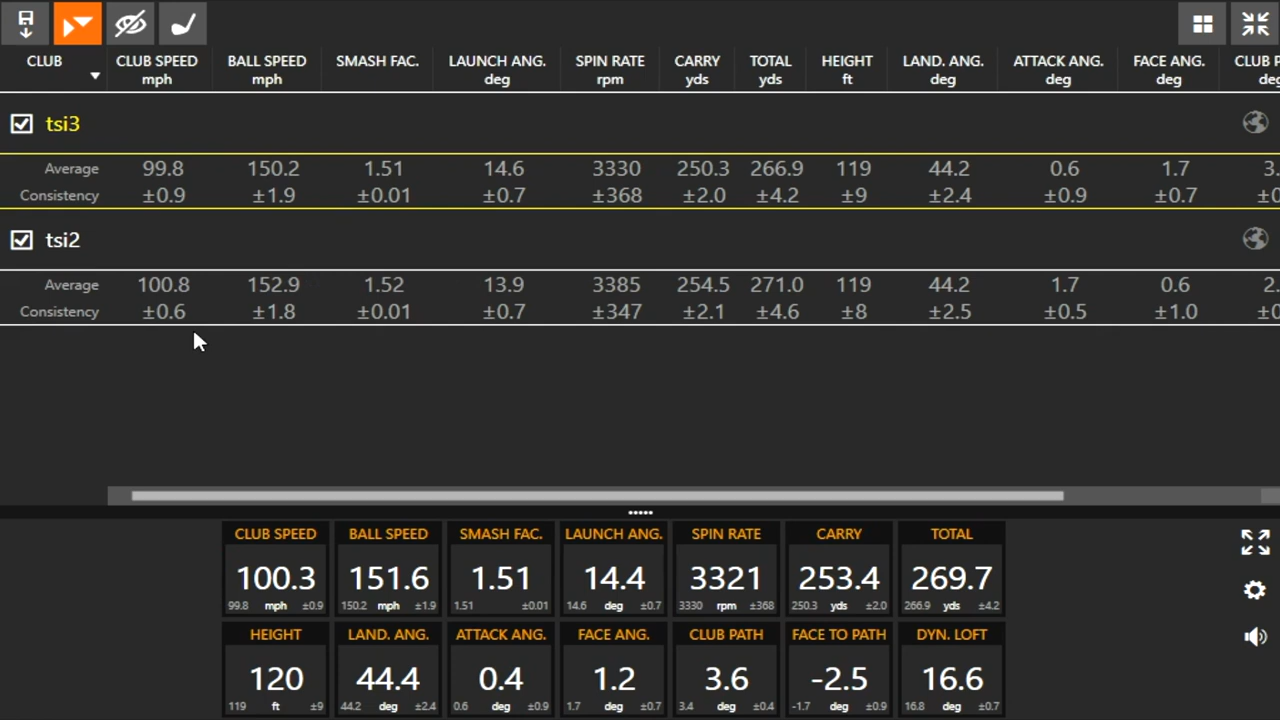 CLUB CLUB SPEED BALL SPEED SMASH FAC. LAUNCH ANG. SPIN RATE CARRY TOTAL HEIGHT LAND. ANG. ATTACK ANG. FACE ANG. CLUB P
mph mph deg rpm yds yds ft deg deg deg deg
tsi3
Average 99.8 150.2 1.51 14.6 3330 250.3 266.9 119 44.2 0.6 1.7 3.
Consistency ±0.9 ±1.9 ±0.01 ±0.7 ±368 ±2.0 ±4.2 ±9 ±2.4 ±0.9 ±0.7 ±0
tsi2
Average 100.8 152.9 1.52 13.9 3385 254.5 271.0 119 44.2 1.7 0.6 2.
Consistency ±0.6 ±1.8 ±0.01 ±0.7 ±347 ±2.1 ±4.6 ±8 ±2.5 ±0.5 ±1.0 ±0
CLUB SPEED BALL SPEED SMASH FAC. LAUNCH ANG. SPIN RATE CARRY TOTAL
100.3 151.6 1.51 14.4 3321 253.4 269.7
99.8 mph ±0.9 150.2 mph ±1.9 1.51 ±0.01 14.6 deg ±0.7 3330 rpm ±368 250.3 yds ±2.0 266.9 yds ±4.2
HEIGHT LAND. ANG. ATTACK ANG. FACE ANG. CLUB PATH FACE TO PATH DYN. LOFT
120 44.4 0.4 1.2 3.6 -2.5 16.6
119 ft ±9 44.2 deg ±2.4 0.6 deg ±0.9 1.7 deg ±0.7 3.4 deg ±0.4 -1.7 deg ±0.9 16.8 deg ±0.7